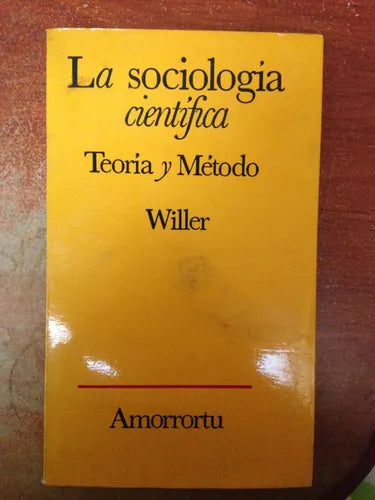 La sociologia
científica
Teoria y Método
Willer
Amorrortu